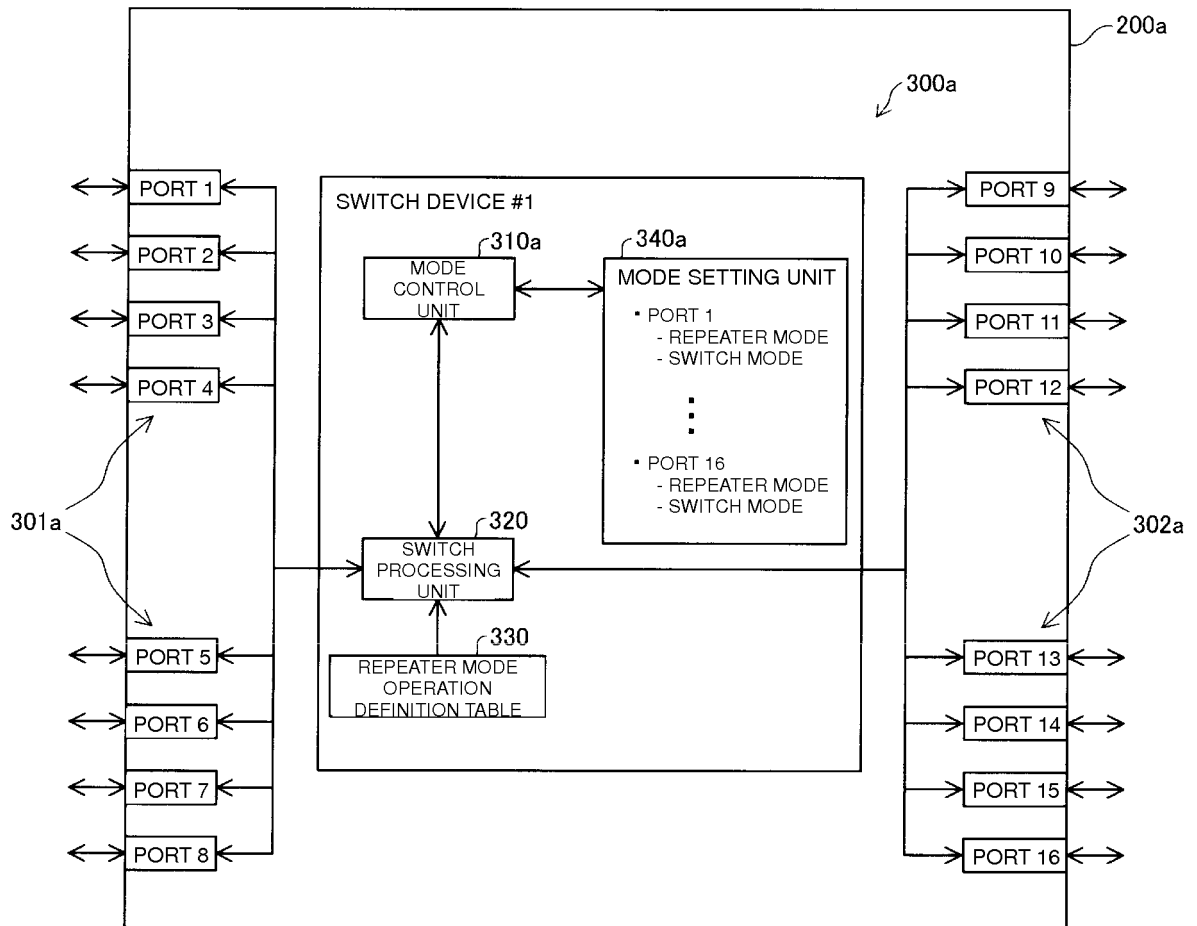 200a
300a
PORT 1
PORT 2
PORT 3
PORT 4
301a
PORT 5
PORT 6
PORT 7
PORT 8
SWITCH DEVICE #1
310a
MODE
CONTROL
UNIT
340a
MODE SETTING UNIT
▪ PORT 1
- REPEATER MODE
- SWITCH MODE
▪ PORT 16
- REPEATER MODE
- SWITCH MODE
320
SWITCH
PROCESSING
UNIT
330
REPEATER MODE
OPERATION
DEFINITION TABLE
PORT 9
PORT 10
PORT 11
PORT 12
302a
PORT 13
PORT 14
PORT 15
PORT 16